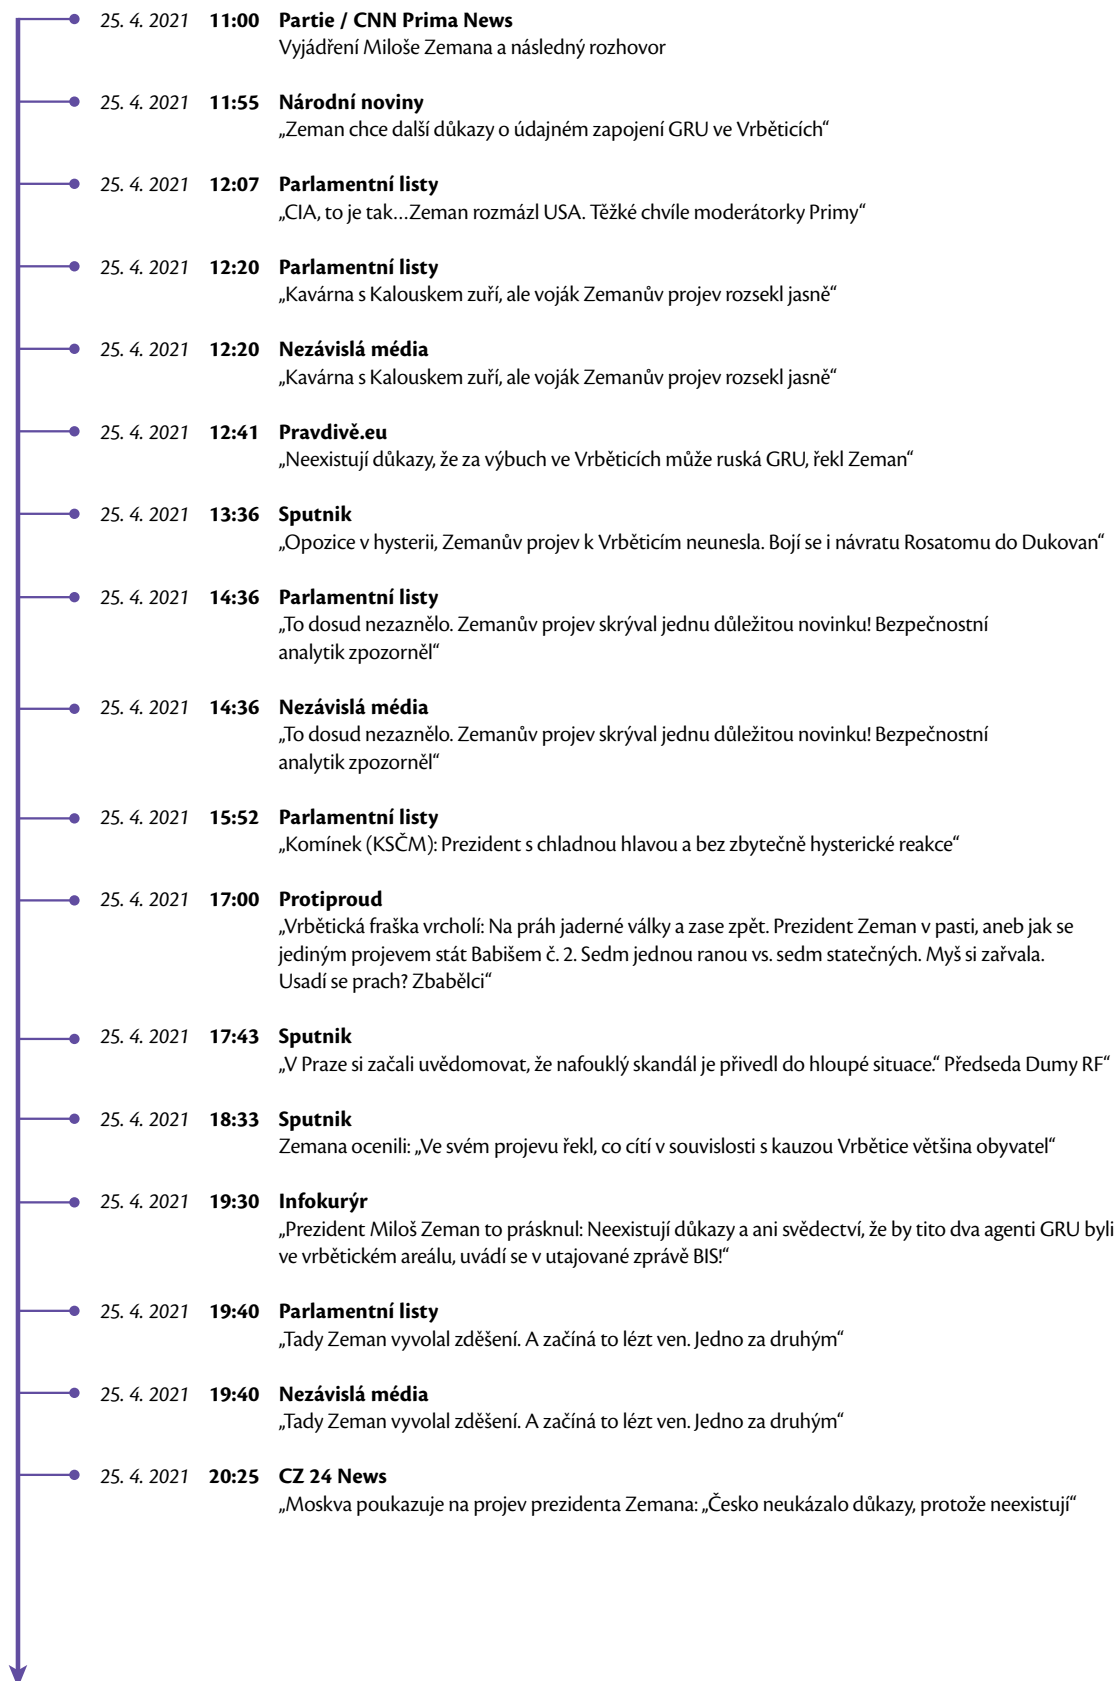 25. 4. 2021 11:00 Partie / CNN Prima News
Vyjádření Miloše Zemana a následný rozhovor
25. 4. 2021 11:55 Národní noviny
„Zeman chce další důkazy o údajném zapojení GRU ve Vrběticích“
25. 4. 2021 12:07 Parlamentní listy
„CIA, to je tak…Zeman rozmázl USA. Těžké chvíle moderátorky Primy“
25. 4. 2021 12:20 Parlamentní listy
„Kavárna s Kalouskem zuří, ale voják Zemanův projev rozsekl jasně“
25. 4. 2021 12:20 Nezávislá média
„Kavárna s Kalouskem zuří, ale voják Zemanův projev rozsekl jasně“
25. 4. 2021 12:41 Pravdivě.eu
„Neexistují důkazy, že za výbuch ve Vrběticích může ruská GRU, řekl Zeman“
25. 4. 2021 13:36 Sputnik
„Opozice v hysterii, Zemanův projev k Vrběticím neunesla. Bojí se i návratu Rosatomu do Dukovan“
25. 4. 2021 14:36 Parlamentní listy
„To dosud nezaznělo. Zemanův projev skrýval jednu důležitou novinku! Bezpečnostní
analytik zpozorněl“
25. 4. 2021 14:36 Nezávislá média
„To dosud nezaznělo. Zemanův projev skrýval jednu důležitou novinku! Bezpečnostní
analytik zpozorněl“
25. 4. 2021 15:52 Parlamentní listy
„Komínek (KSČM): Prezident s chladnou hlavou a bez zbytečně hysterické reakce“
25. 4. 2021 17:00 Protiproud
„Vrbětická fraška vrcholí: Na práh jaderné války a zase zpět. Prezident Zeman v pasti, aneb jak se
jediným projevem stát Babišem č. 2. Sedm jednou ranou vs. sedm statečných. Myš si zařvala.
Usadí se prach? Zbabělci“
25. 4. 2021 17:43 Sputnik
„V Praze si začali uvědomovat, že nafouklý skandál je přivedl do hloupé situace.“ Předseda Dumy RF“
25. 4. 2021 18:33 Sputnik
Zemana ocenili: „Ve svém projevu řekl, co cítí v souvislosti s kauzou Vrbětice většina obyvatel“
25. 4. 2021 19:30 Infokurýr
„Prezident Miloš Zeman to prásknul: Neexistují důkazy a ani svědectví, že by tito dva agenti GRU byli
ve vrbětickém areálu, uvádí se v utajované zprávě BIS!“
25. 4. 2021 19:40 Parlamentní listy
„Tady Zeman vyvolal zděšení. A začíná to lézt ven. Jedno za druhým“
25. 4. 2021 19:40 Nezávislá média
„Tady Zeman vyvolal zděšení. A začíná to lézt ven. Jedno za druhým“
25. 4. 2021 20:25 CZ 24 News
„Moskva poukazuje na projev prezidenta Zemana: „Česko neukázalo důkazy, protože neexistují“